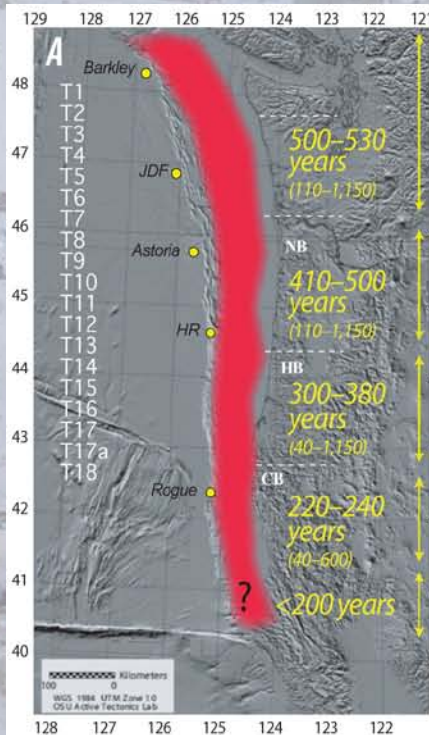 129 128 127 126 125 124 123 122 121
A
48
47
46
45
44
43
42
41
40
T1
T2
T3
T4
T5
T6
T7
T8
T9
T10
T11
T12
T13
T14
T15
T16
T17
T17a
T18
Barkley
JDF
Astoria
HR
Rogue
500–530
years
(110–1,150)
NB
410–500
years
(110–1,150)
HB
300–380
years
(40–1,150)
CB
220–240
years
(40–600)
?
<200 years
Kilometers
100 0
WGS 1984 UTM Zone 10
OSU Active Tectonics Lab
128 127 126 125 124 123 122